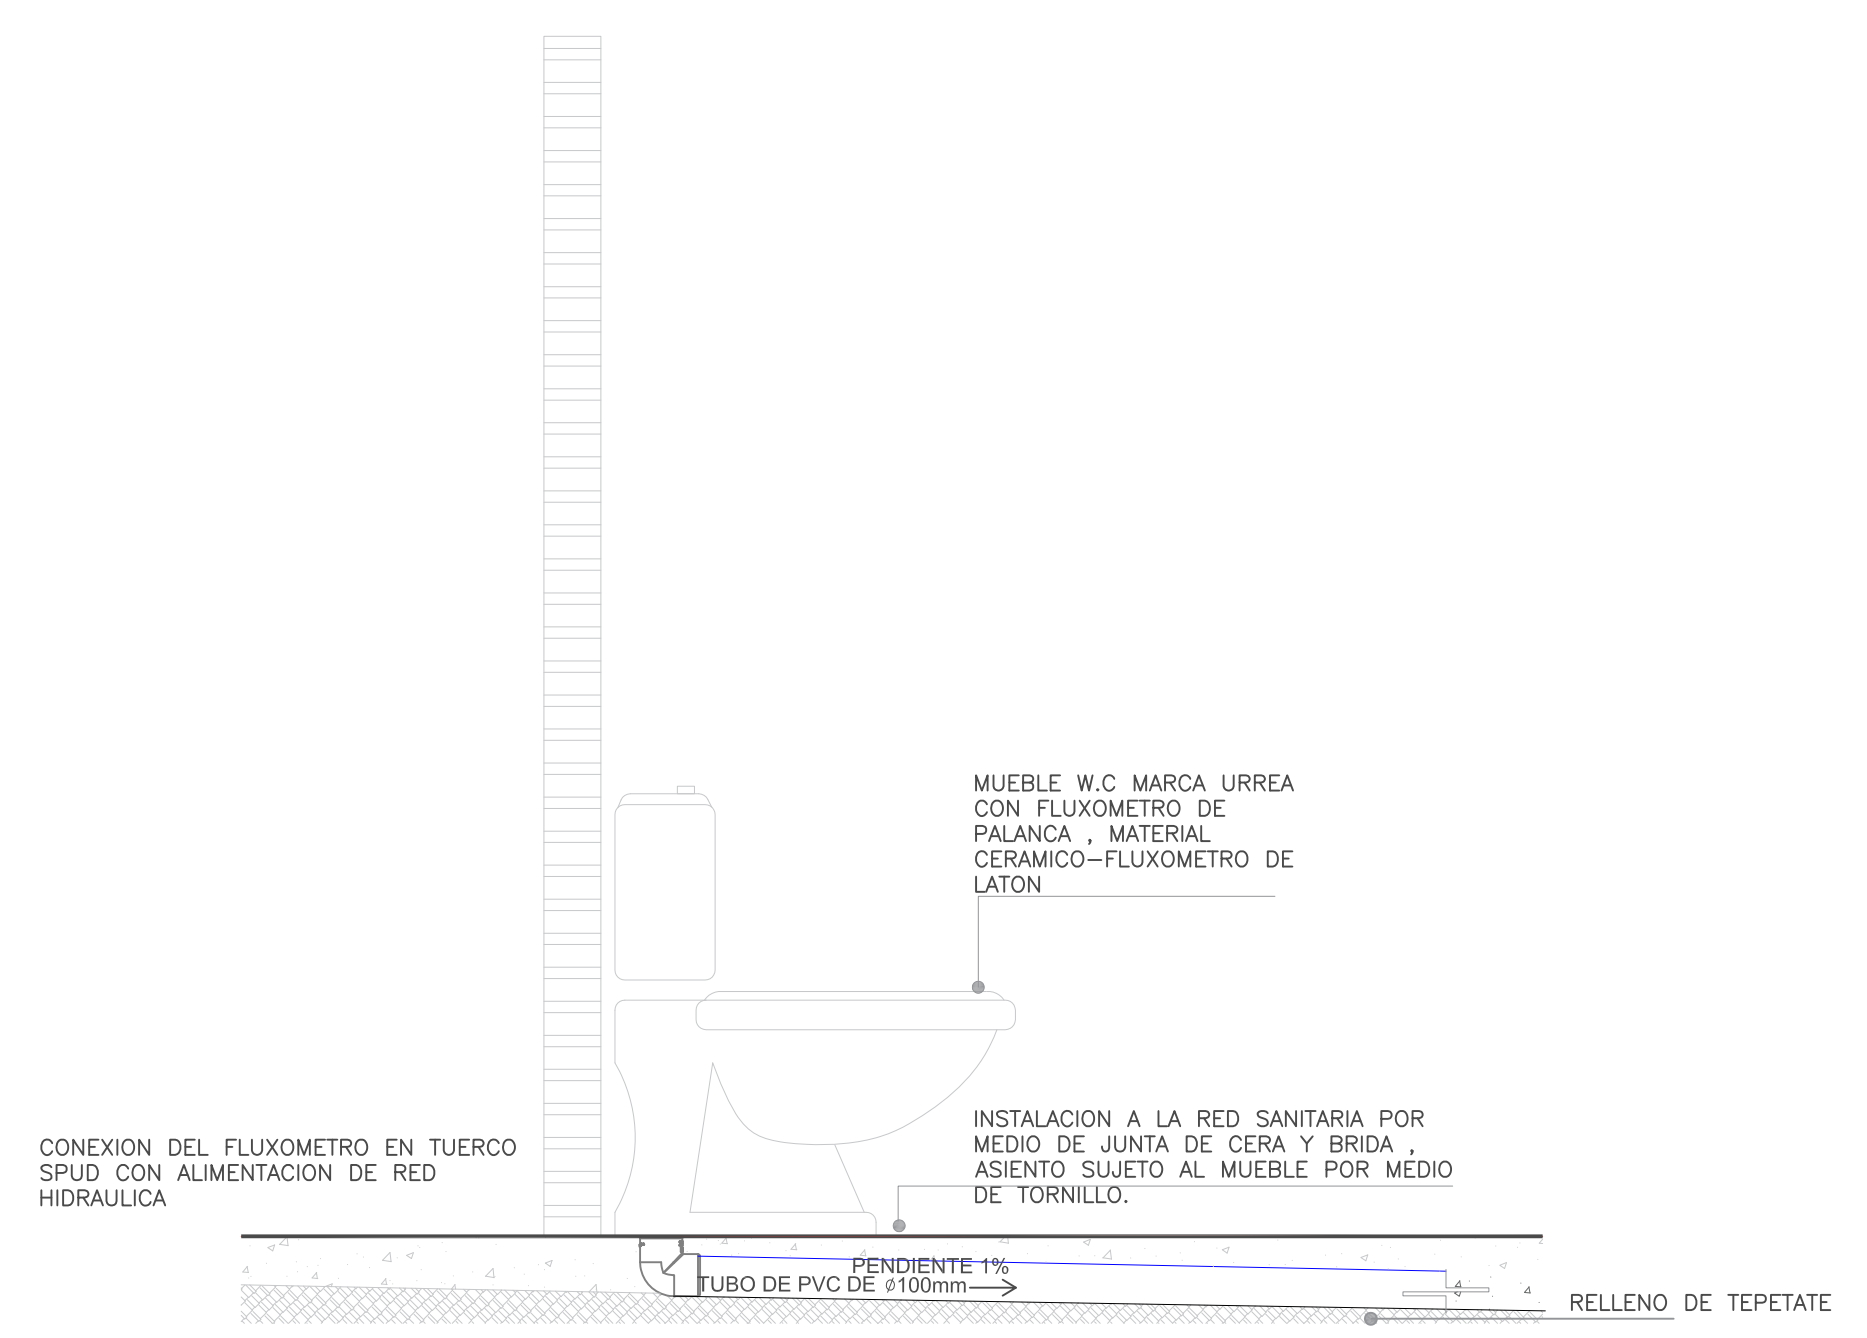 MUEBLE W.C MARCA URREA
CON FLUXOMETRO DE
PALANCA , MATERIAL
CERAMICO-FLUXOMETRO DE
LATON
INSTALACION A LA RED SANITARIA POR
MEDIO DE JUNTA DE CERA Y BRIDA ,
ASIENTO SUJETO AL MUEBLE POR MEDIO
DE TORNILLO.
CONEXION DEL FLUXOMETRO EN TUERCO
SPUD CON ALIMENTACION DE RED
HIDRAULICA
PENDIENTE 1%
TUBO DE PVC DE Ø100mm
RELLENO DE TEPETATE